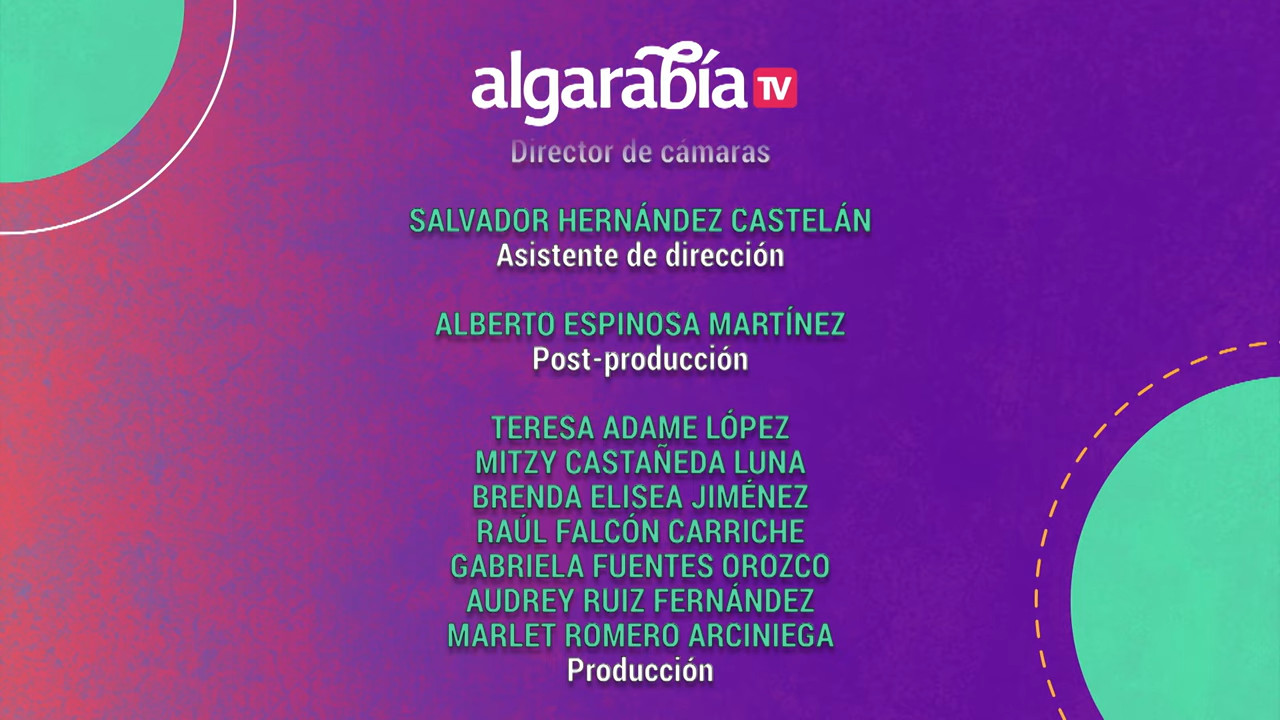 algarabía TV
Director de cámaras
SALVADOR HERNÁNDEZ CASTELÁN
Asistente de dirección
ALBERTO ESPINOSA MARTÍNEZ
Post-producción
TERESA ADAME LÓPEZ
MITZY CASTAÑEDA LUNA
BRENDA ELISEA JIMÉNEZ
RAÚL FALCÓN CARRICHE
GABRIELA FUENTES OROZCO
AUDREY RUIZ FERNÁNDEZ
MARLET ROMERO ARCINIEGA
Producción